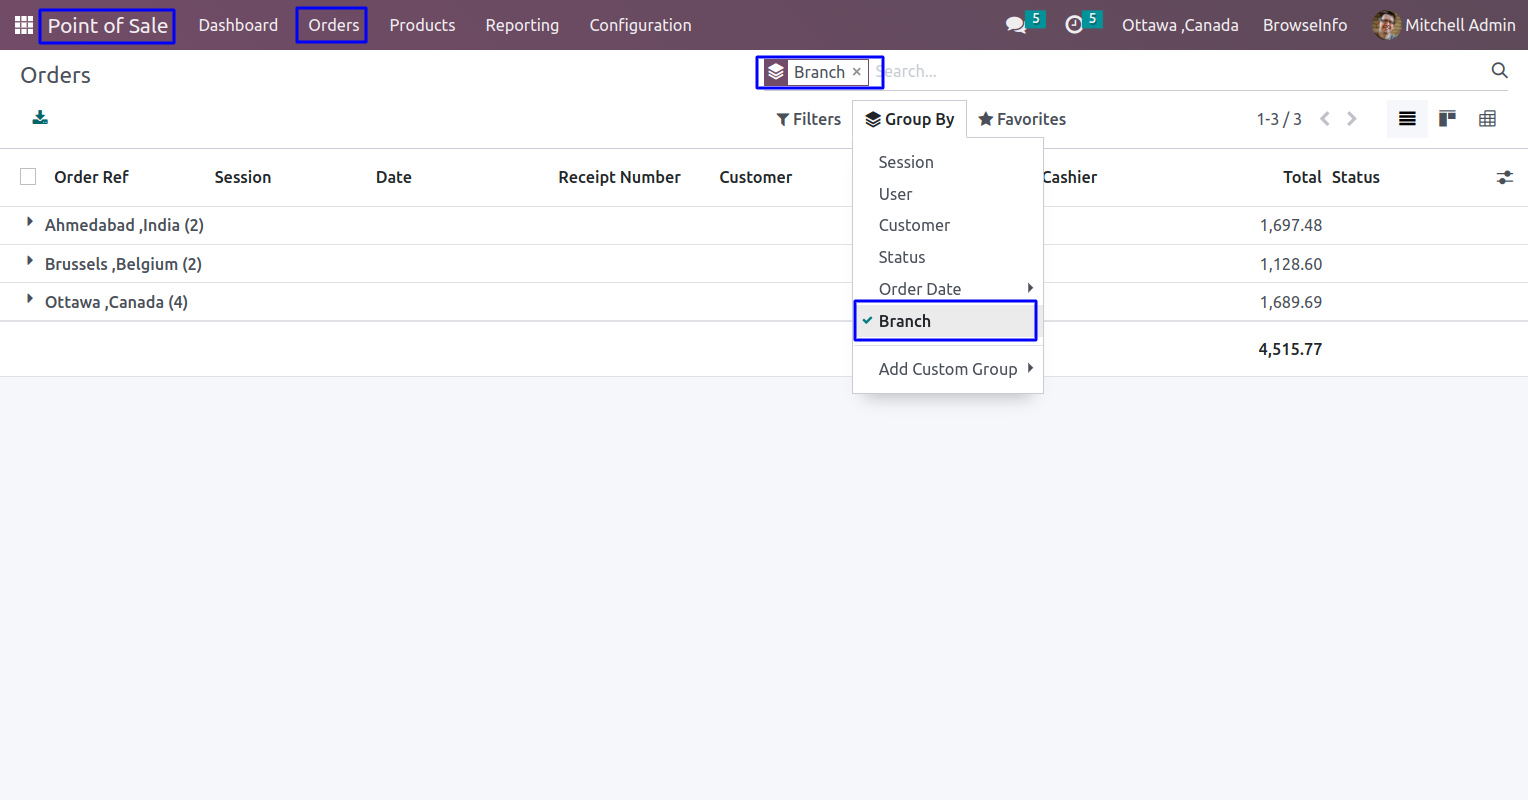 Point of Sale Dashboard Orders Products Reporting Configuration 5 5 Ottawa ,Canada BrowseInfo Mitchell Admin
Orders Branch × Search...
Filters Group By Favorites 1-3 / 3
Order Ref Session Date Receipt Number Customer Cashier Total Status
Ahmedabad ,India (2) 1,697.48
Brussels ,Belgium (2) 1,128.60
Ottawa ,Canada (4) 1,689.69
4,515.77
Session
User
Customer
Status
Order Date
Branch
Add Custom Group